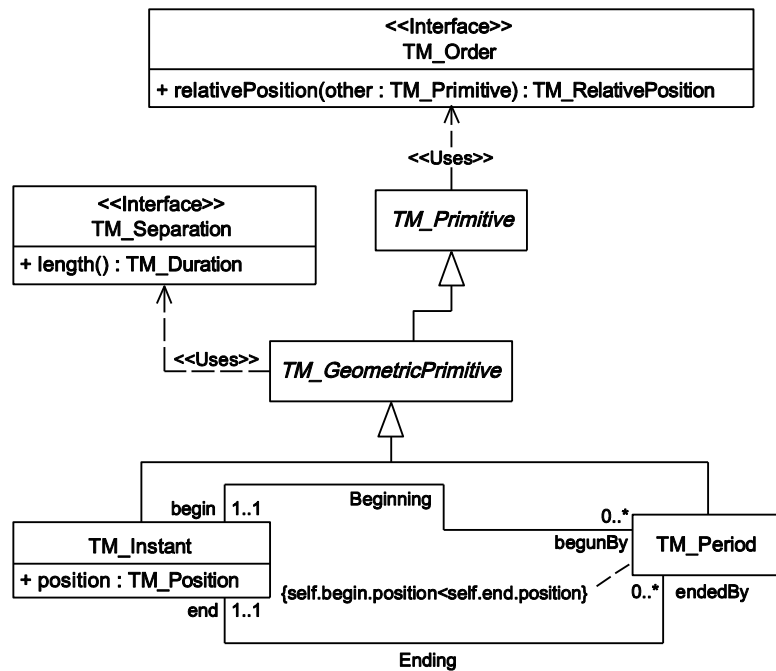 <<Interface>>
TM_Order
+ relativePosition(other : TM_Primitive) : TM_RelativePosition
<<Uses>>
<<Interface>>
TM_Separation
+ length() : TM_Duration
TM_Primitive
<<Uses>>
TM_GeometricPrimitive
begin
1..1
Beginning
0..*
begunBy
TM_Instant
+ position : TM_Position
TM_Period
{self.begin.position<self.end.position}
end
1..1
0..*
endedBy
Ending